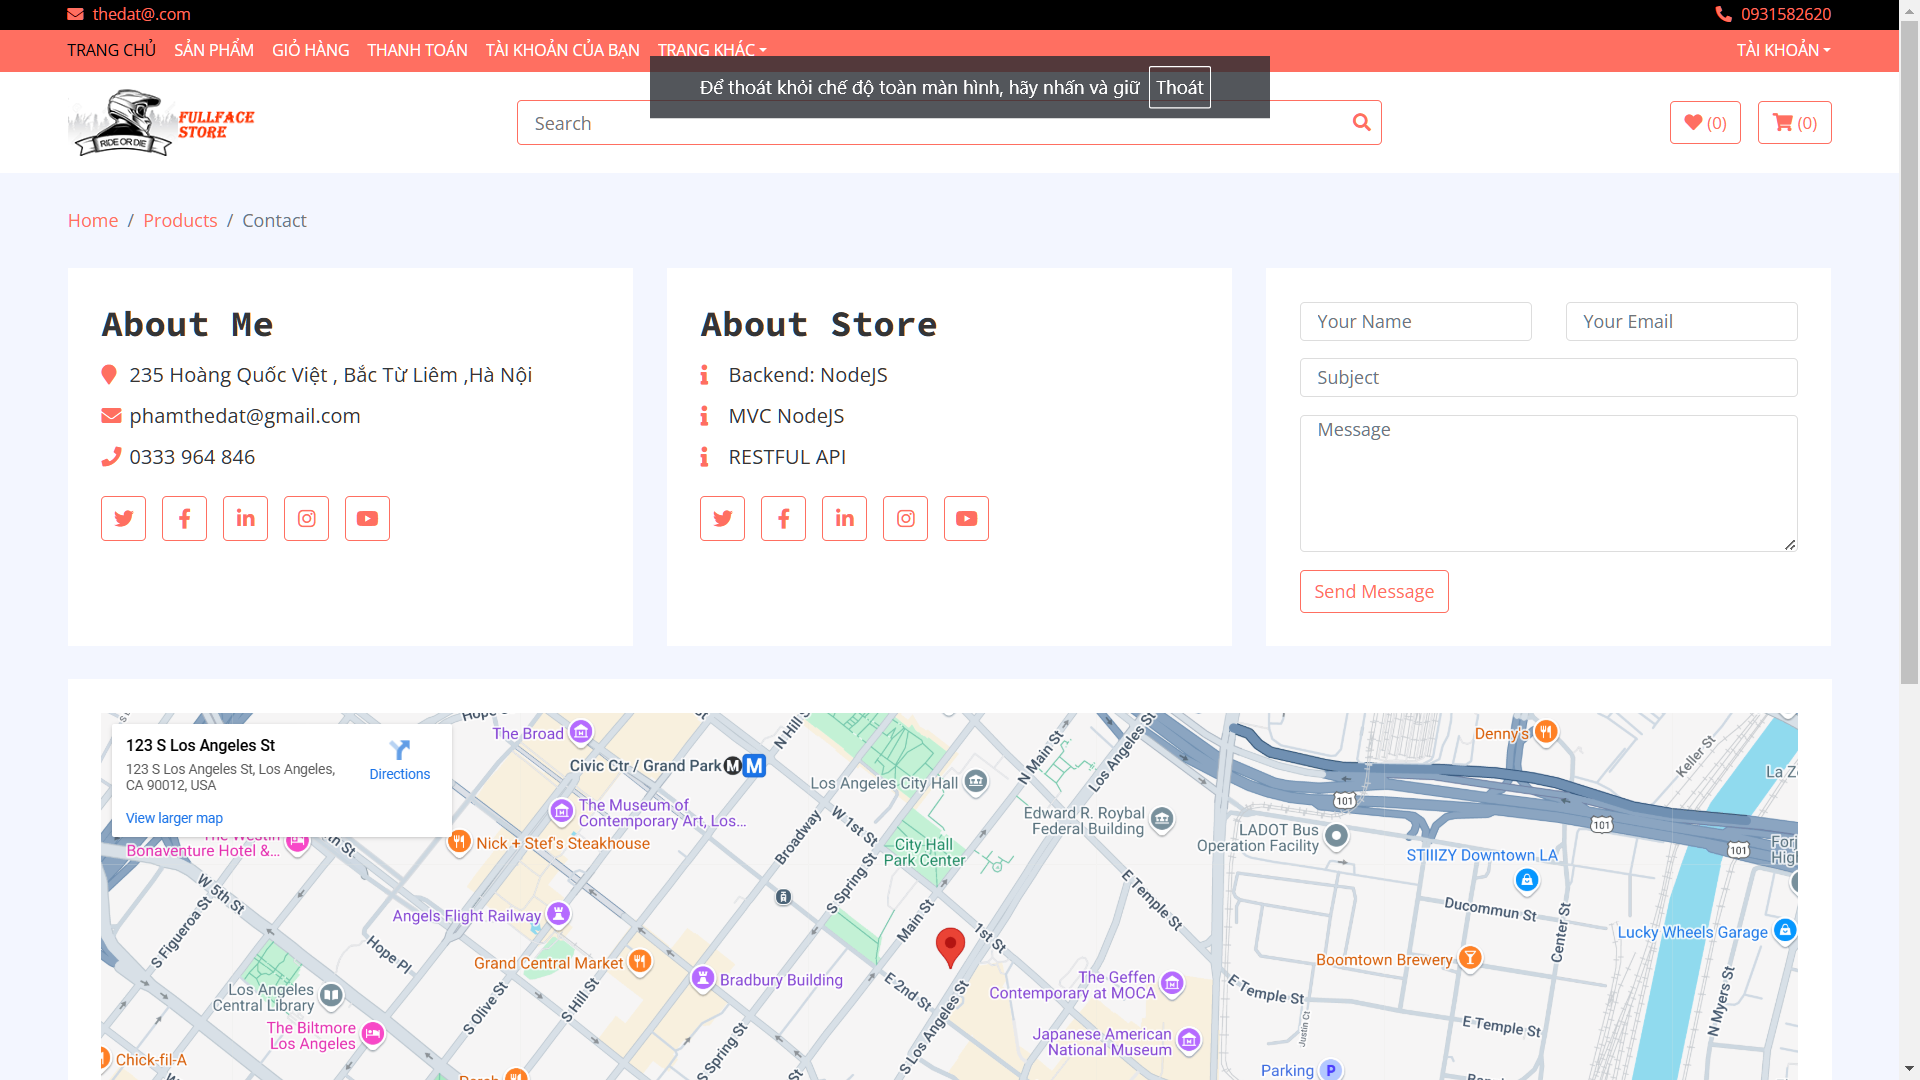 thedat@.com
0931582620
TRANG CHỦ SẢN PHẨM GIỎ HÀNG THANH TOÁN TÀI KHOẢN CỦA BẠN TRANG KHÁC
TÀI KHOẢN
Để thoát khỏi chế độ toàn màn hình, hãy nhấn và giữ Thoát
FULLFACE
STORE
RIDE OR DIE
Search
(0)
(0)
Home / Products / Contact
About Me
235 Hoàng Quốc Việt , Bắc Từ Liêm ,Hà Nội
phamthedat@gmail.com
0333 964 846
About Store
Backend: NodeJS
MVC NodeJS
RESTFUL API
Your Name
Your Email
Subject
Message
Send Message
123 S Los Angeles St
123 S Los Angeles St, Los Angeles,
CA 90012, USA
Directions
View larger map
The Broad
Civic Ctr / Grand Park
M
M
N Hill
N Main St
Los Angeles St
Denny's
Keller St
La Z
Los Angeles City Hall
The Museum of
Contemporary Art, Los...
Edward R. Roybal
Federal Building
101
101
101
LADOT Bus
Operation Facility
STIIIZY Downtown LA
Bonaventure Hotel &...
Nick + Stef's Steakhouse
Broadway
W 1st St
S Spring St
City Hall
Park Center
W 5th St
S Figueroa St
Angels Flight Railway
Main St
1st St
E Temple St
Ducommun St
Center St
Lucky Wheels Garage
Hope Pl
Grand Central Market
Bradbury Building
Boomtown Brewery
The Geffen
Contemporary at MOCA
E 2nd St
E Temple St
Los Angeles
Central Library
S Olive St
S Hill St
S Los Angeles St
Justin Ct
E Temple St
N Myers St
The Biltmore
Los Angeles
Japanese American
National Museum
Chick-fil-A
S Spring St
Parking
P